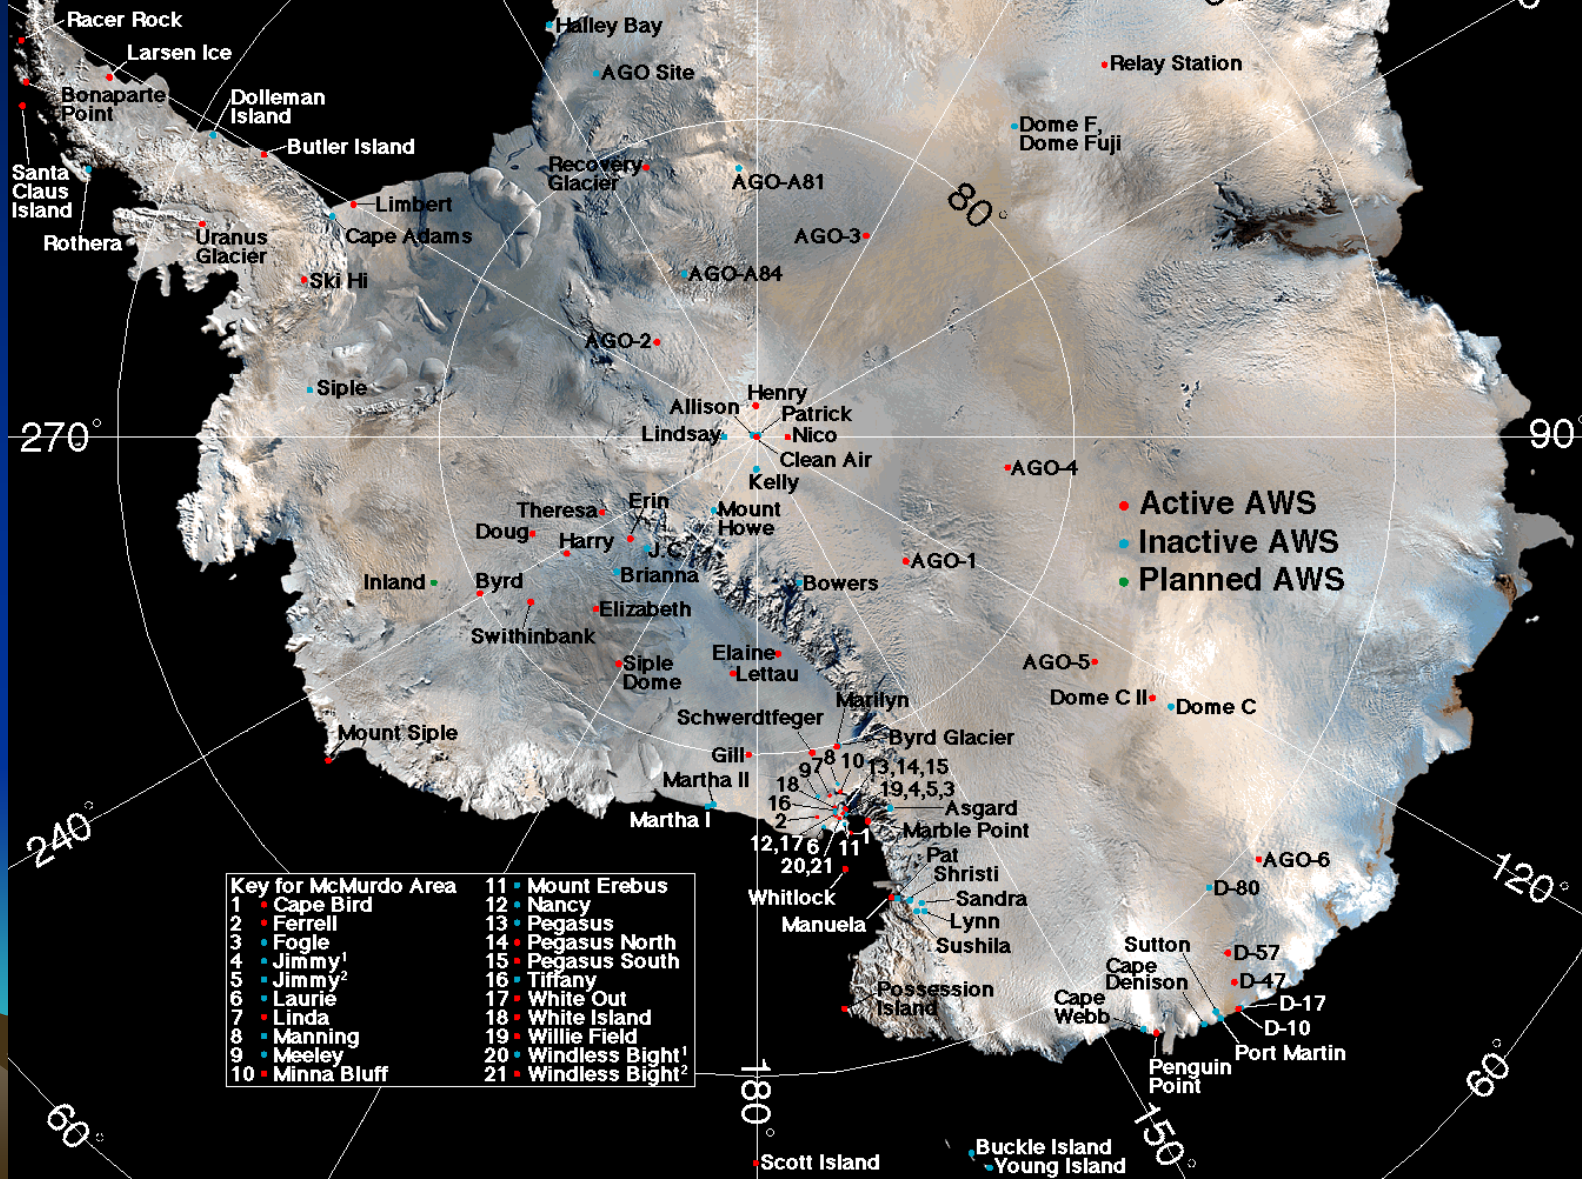 Racer Rock
Larsen Ice
Bonaparte
Point
Dolleman
Island
Butler Island
Santa
Claus
Island
Rothera
Uranus
Glacier
Limbert
Cape Adams
Ski Hi
Siple
Halley Bay
AGO Site
Recovery
Glacier
AGO-A81
AGO-3
AGO-A84
AGO-2
Relay Station
Dome F,
Dome Fuji
80°
Henry
Allison
Patrick
Lindsay
Nico
Clean Air
Kelly
270°
90°
AGO-4
Mount
Howe
Erin
Theresa
Doug
Harry
J.C.
Brianna
Inland
Byrd
Elizabeth
Swithinbank
Bowers
AGO-1
Active AWS
Inactive AWS
Planned AWS
Elaine
Lettau
Siple
Dome
AGO-5
Dome C II
Dome C
Marilyn
Schwerdtfeger
Byrd Glacier
Mount Siple
Gill
Martha II
Martha I
9
7
8
10
13,14,15
18
19,4,5,3
16
2
12,17
6
11
1
20,21
Asgard
Marble Point
Whitlock
Pat
Shristi
Manuela
Sandra
Lynn
Sushila
Possession
Island
AGO-6
D-80
Sutton
D-57
Cape
Denison
D-47
Cape
Webb
D-17
D-10
Port Martin
Penguin
Point
240°
120°
60°
60°
180°
150°
Key for McMurdo Area
1 Cape Bird
2 Ferrell
3 Fogle
4 Jimmy¹
5 Jimmy²
6 Laurie
7 Linda
8 Manning
9 Meeley
10 Minna Bluff
11 Mount Erebus
12 Nancy
13 Pegasus
14 Pegasus North
15 Pegasus South
16 Tiffany
17 White Out
18 White Island
19 Willie Field
20 Windless Bight¹
21 Windless Bight²
Scott Island
Buckle Island
Young Island